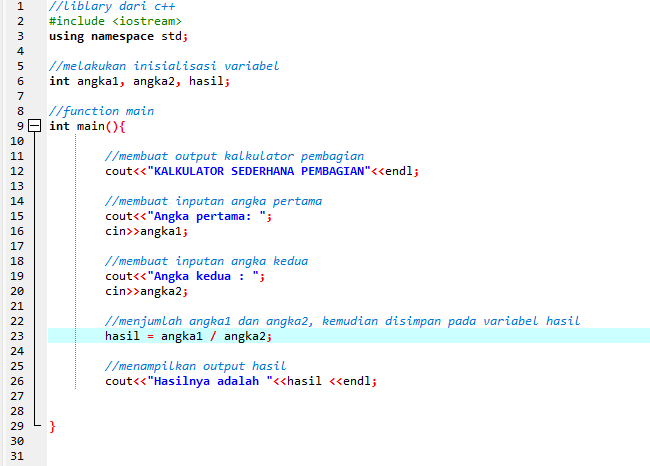 1 //liblary dari c++
2 #include <iostream>
3 using namespace std;
4
5 //melakukan inisialisasi variabel
6 int angka1, angka2, hasil;
7
8 //function main
9 int main(){
10
11 //membuat output kalkulator pembagian
12 cout<<"KALKULATOR SEDERHANA PEMBAGIAN"<<endl;
13
14 //membuat inputan angka pertama
15 cout<<"Angka pertama: ";
16 cin>>angka1;
17
18 //membuat inputan angka kedua
19 cout<<"Angka kedua : ";
20 cin>>angka2;
21
22 //menjumlah angka1 dan angka2, kemudian disimpan pada variabel hasil
23 hasil = angka1 / angka2;
24
25 //menampilkan output hasil
26 cout<<"Hasilnya adalah "<<hasil <<endl;
27
28
29 }
30
31